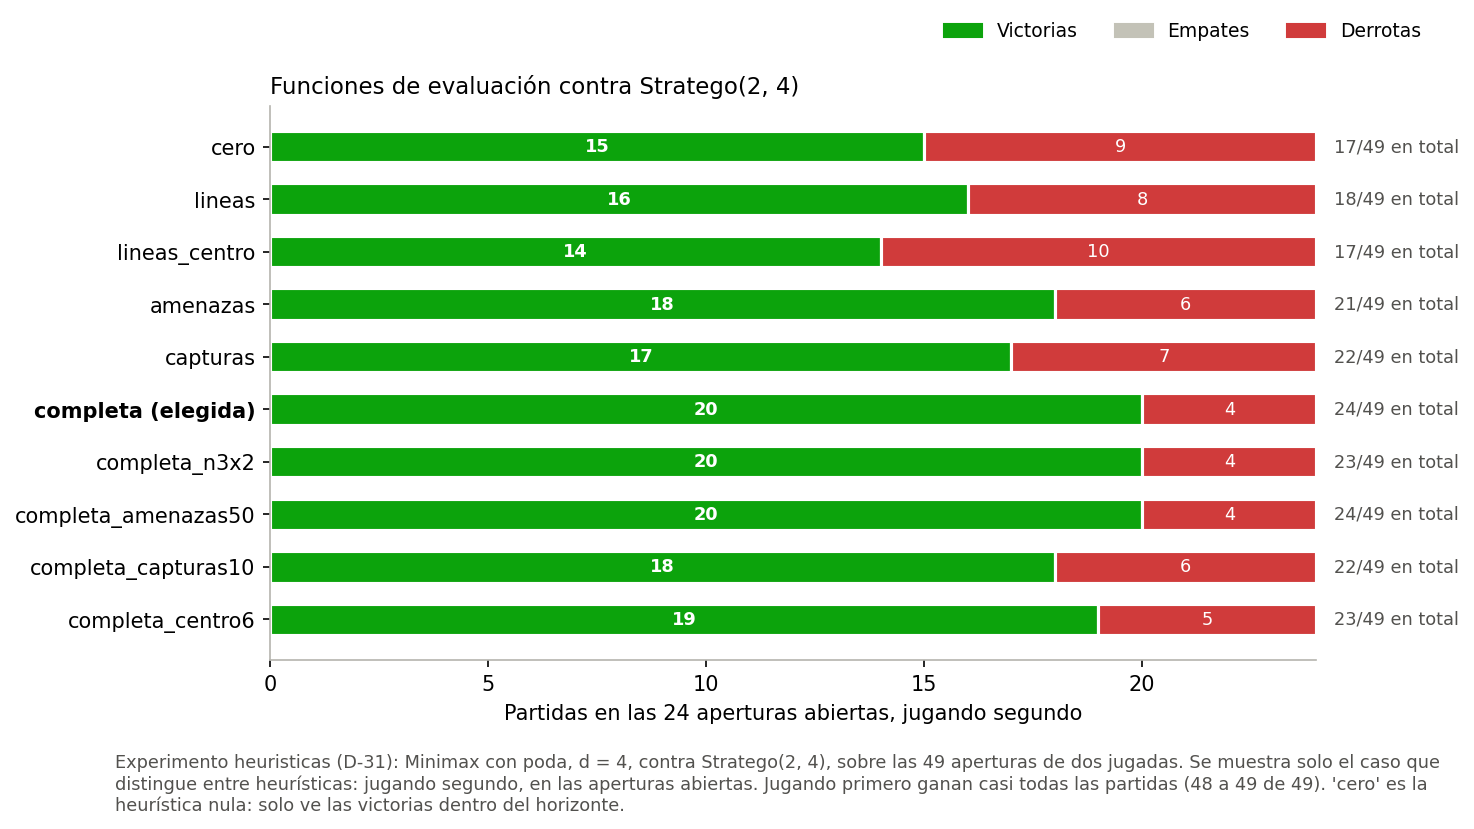 Victorias Empates Derrotas
Funciones de evaluación contra Stratego(2, 4)
cero 15 9 17/49 en total
lineas 16 8 18/49 en total
lineas_centro 14 10 17/49 en total
amenazas 18 6 21/49 en total
capturas 17 7 22/49 en total
completa (elegida) 20 4 24/49 en total
completa_n3x2 20 4 23/49 en total
completa_amenazas50 20 4 24/49 en total
completa_capturas10 18 6 22/49 en total
completa_centro6 19 5 23/49 en total
0 5 10 15 20
Partidas en las 24 aperturas abiertas, jugando segundo
Experimento heuristicas (D-31): Minimax con poda, d = 4, contra Stratego(2, 4), sobre las 49 aperturas de dos jugadas. Se muestra solo el caso que
distingue entre heurísticas: jugando segundo, en las aperturas abiertas. Jugando primero ganan casi todas las partidas (48 a 49 de 49). 'cero' es la
heurística nula: solo ve las victorias dentro del horizonte.